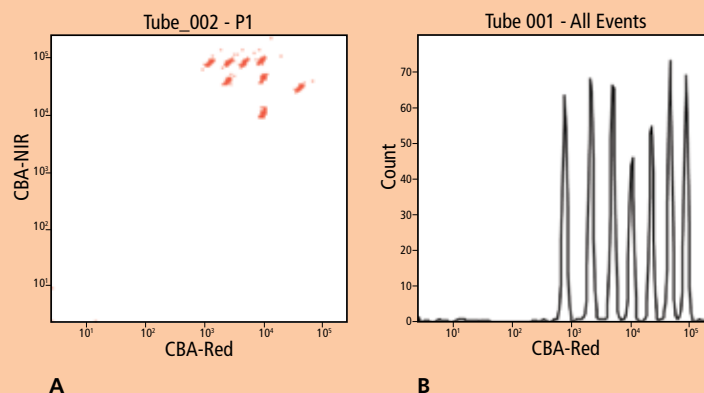 Tube_002 - P1
10⁵
10⁴
10³
10²
10¹
CBA-NIR
10¹ 10² 10³ 10⁴ 10⁵
CBA-Red
A
Tube 001 - All Events
70
60
50
40
30
20
10
0
Count
10¹ 10² 10³ 10⁴ 10⁵
CBA-Red
B